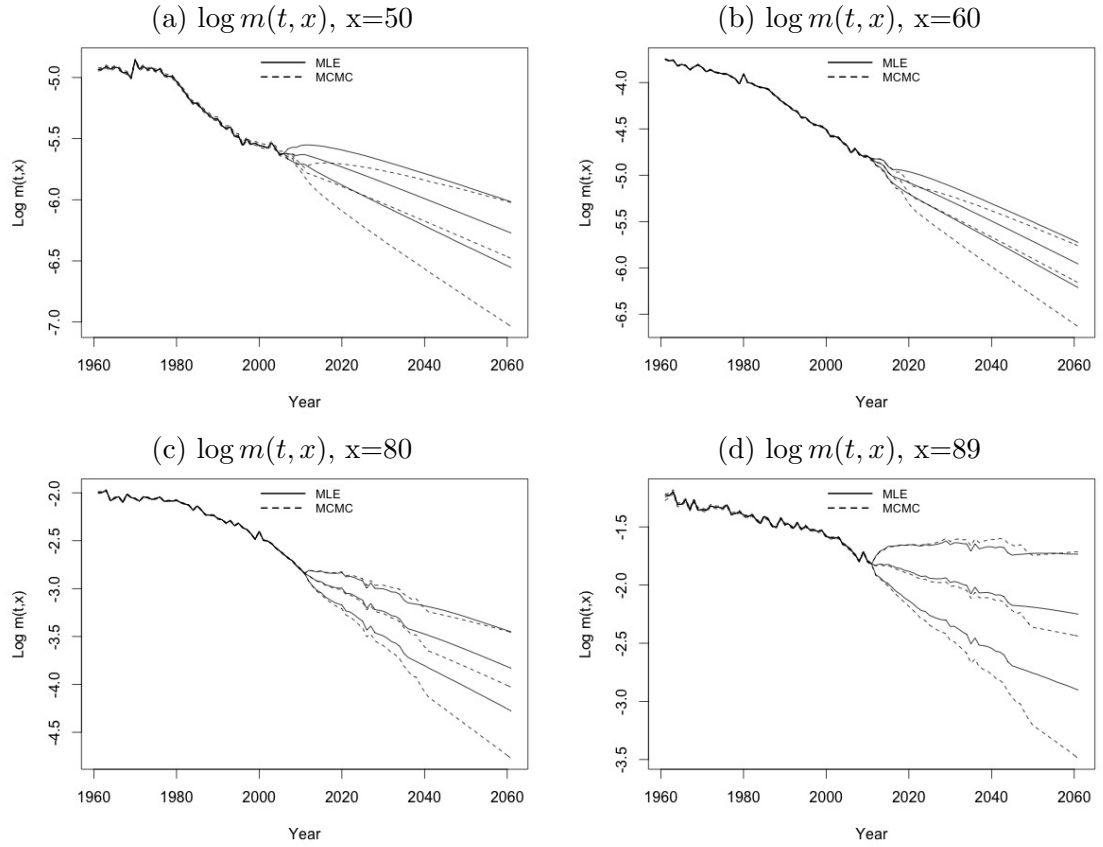 (a) log m(t, x), x=50
MLE
MCMC
Log m(t,x)
-5.0
-5.5
-6.0
-6.5
-7.0
1960 1980 2000 2020 2040 2060
Year
(b) log m(t, x), x=60
MLE
MCMC
Log m(t,x)
-4.0
-4.5
-5.0
-5.5
-6.0
-6.5
1960 1980 2000 2020 2040 2060
Year
(c) log m(t, x), x=80
MLE
MCMC
Log m(t,x)
-2.0
-2.5
-3.0
-3.5
-4.0
-4.5
1960 1980 2000 2020 2040 2060
Year
(d) log m(t, x), x=89
MLE
MCMC
Log m(t,x)
-1.5
-2.0
-2.5
-3.0
-3.5
1960 1980 2000 2020 2040 2060
Year